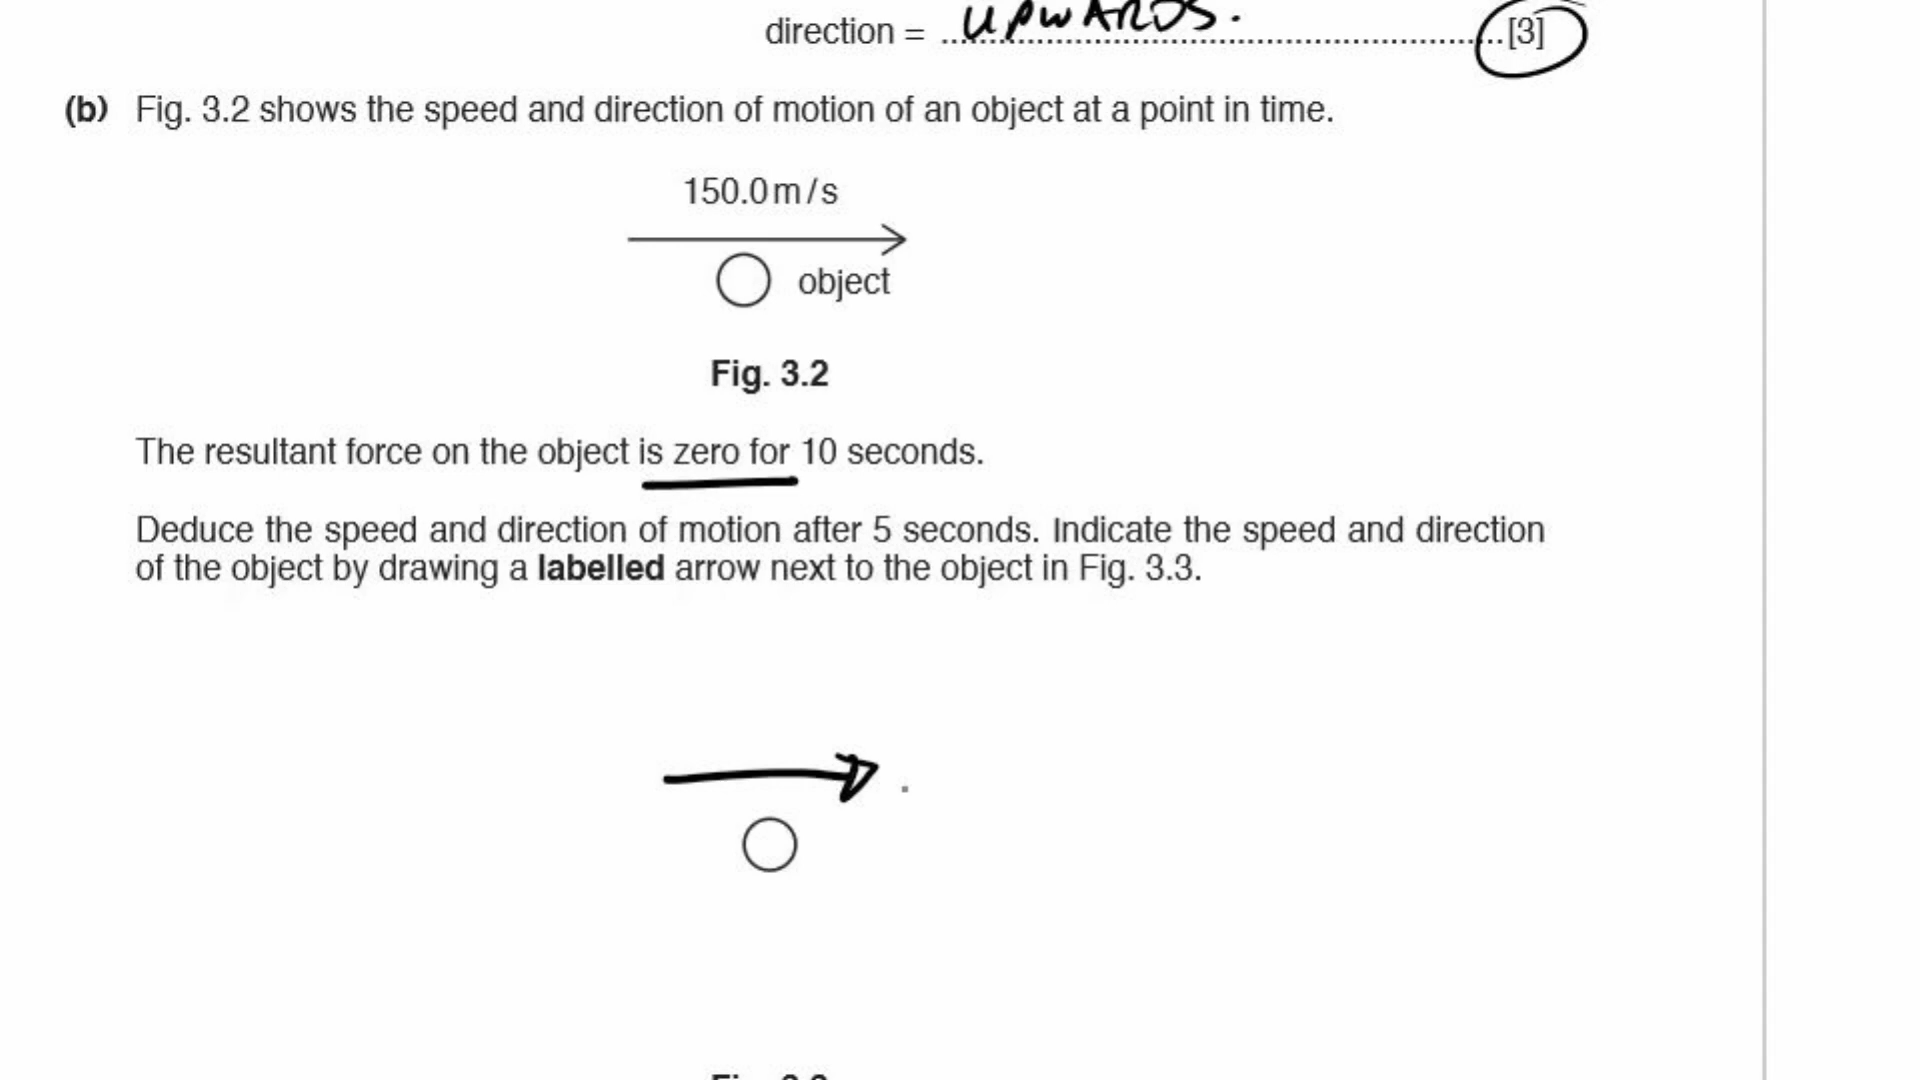 direction = UPWARDS. [3]
(b) Fig. 3.2 shows the speed and direction of motion of an object at a point in time.
150.0 m/s
object
Fig. 3.2
The resultant force on the object is zero for 10 seconds.
Deduce the speed and direction of motion after 5 seconds. Indicate the speed and direction
of the object by drawing a labelled arrow next to the object in Fig. 3.3.